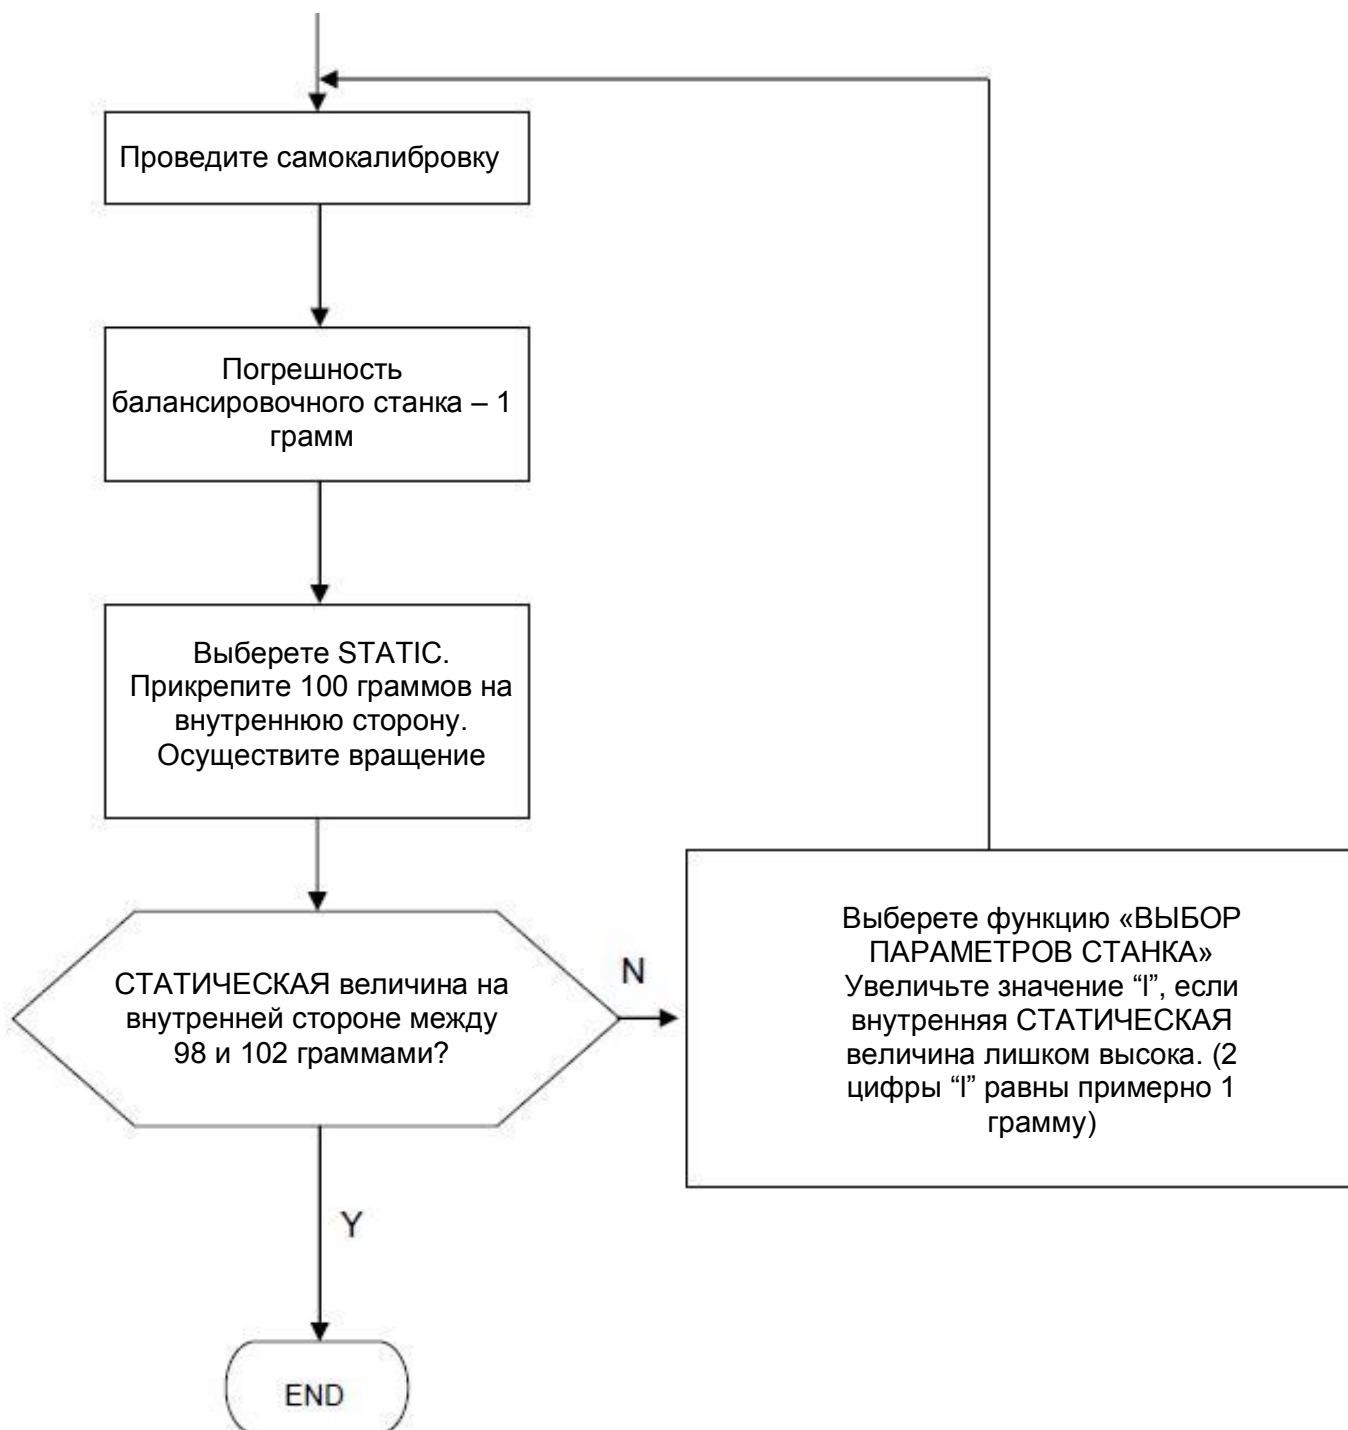 Проведите самокалибровку
Погрешность
балансировочного станка – 1
грамм
Выберете STATIC.
Прикрепите 100 граммов на
внутреннюю сторону.
Осуществите вращение
СТАТИЧЕСКАЯ величина на
внутренней стороне между
98 и 102 граммами?
N
Выберете функцию «ВЫБОР
ПАРАМЕТРОВ СТАНКА»
Увеличьте значение “I”, если
внутренняя СТАТИЧЕСКАЯ
величина лишком высока. (2
цифры “I” равны примерно 1
грамму)
Y
END